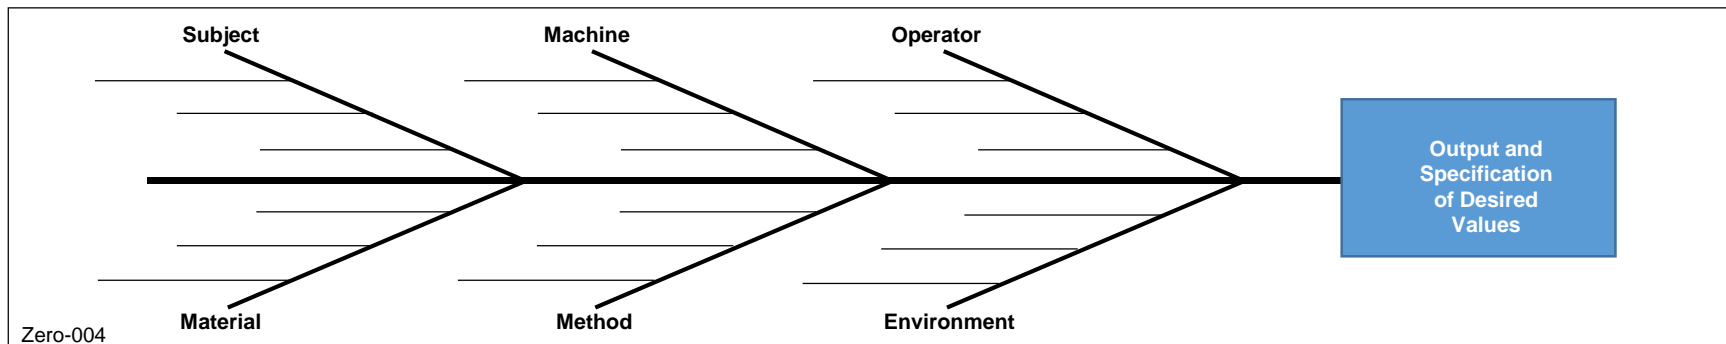 Subject
Machine
Operator
Output and
Specification
of Desired
Values
Material
Method
Environment
Zero-004